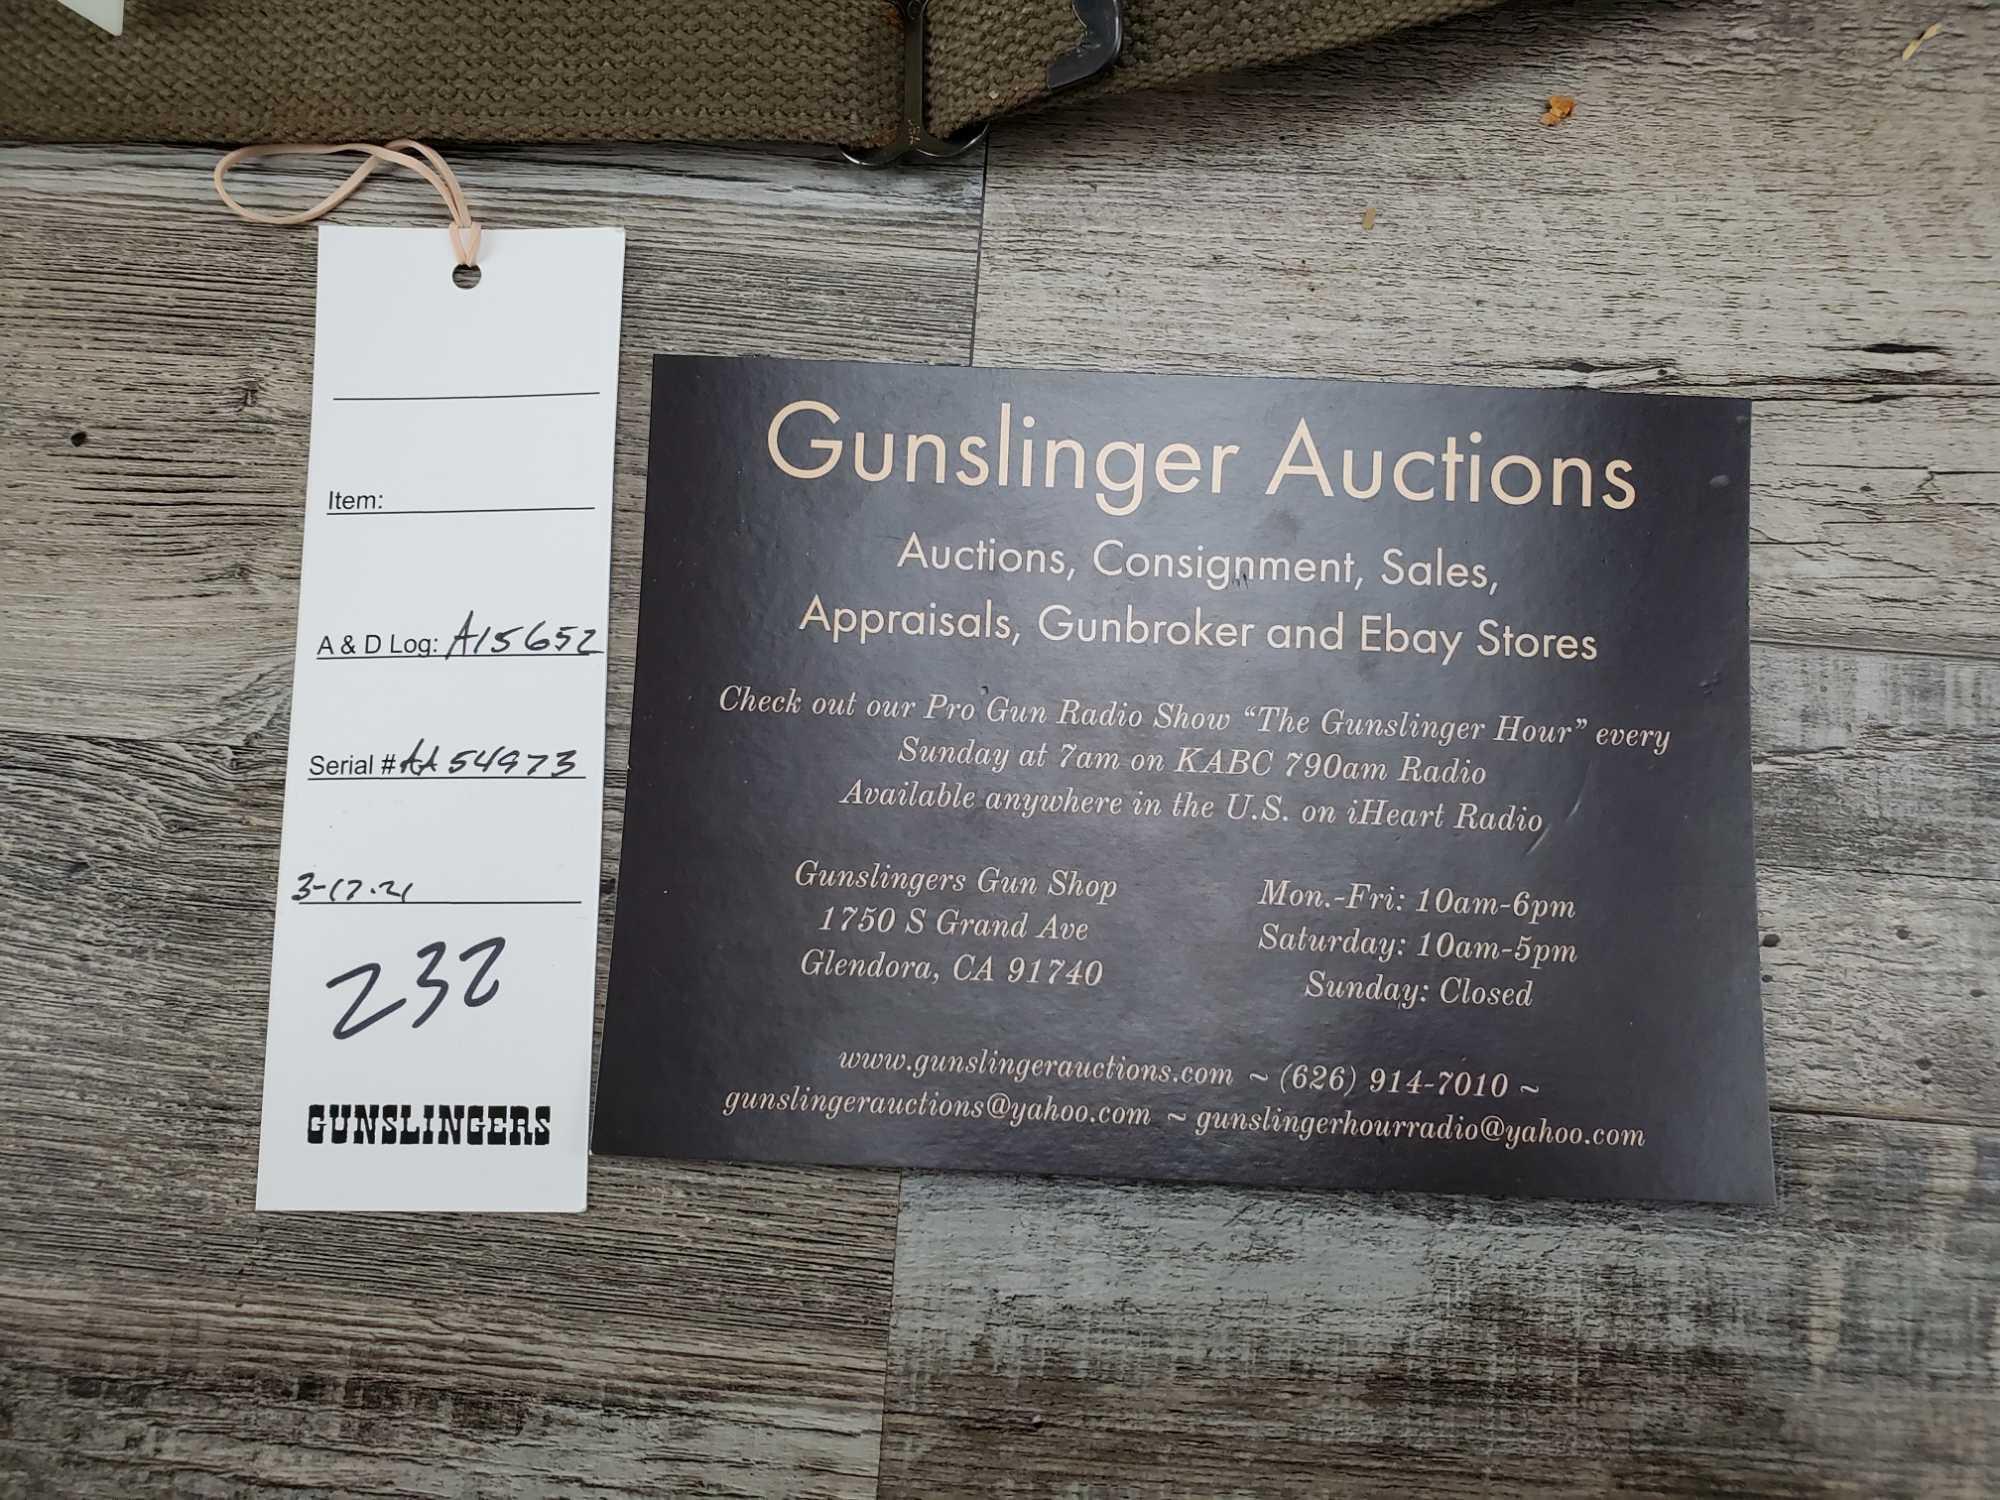 Item:
A & D Log: A15652
Serial # AA54973
3-17-21
232
GUNSLINGERS
Gunslinger Auctions
Auctions, Consignment, Sales,
Appraisals, Gunbroker and Ebay Stores
Check out our Pro Gun Radio Show “The Gunslinger Hour” every
Sunday at 7am on KABC 790am Radio
Available anywhere in the U.S. on iHeart Radio
Gunslingers Gun Shop
1750 S Grand Ave
Glendora, CA 91740
Mon.-Fri: 10am-6pm
Saturday: 10am-5pm
Sunday: Closed
www.gunslingerauctions.com ~ (626) 914-7010 ~
gunslingerauctions@yahoo.com ~ gunslingerhourradio@yahoo.com